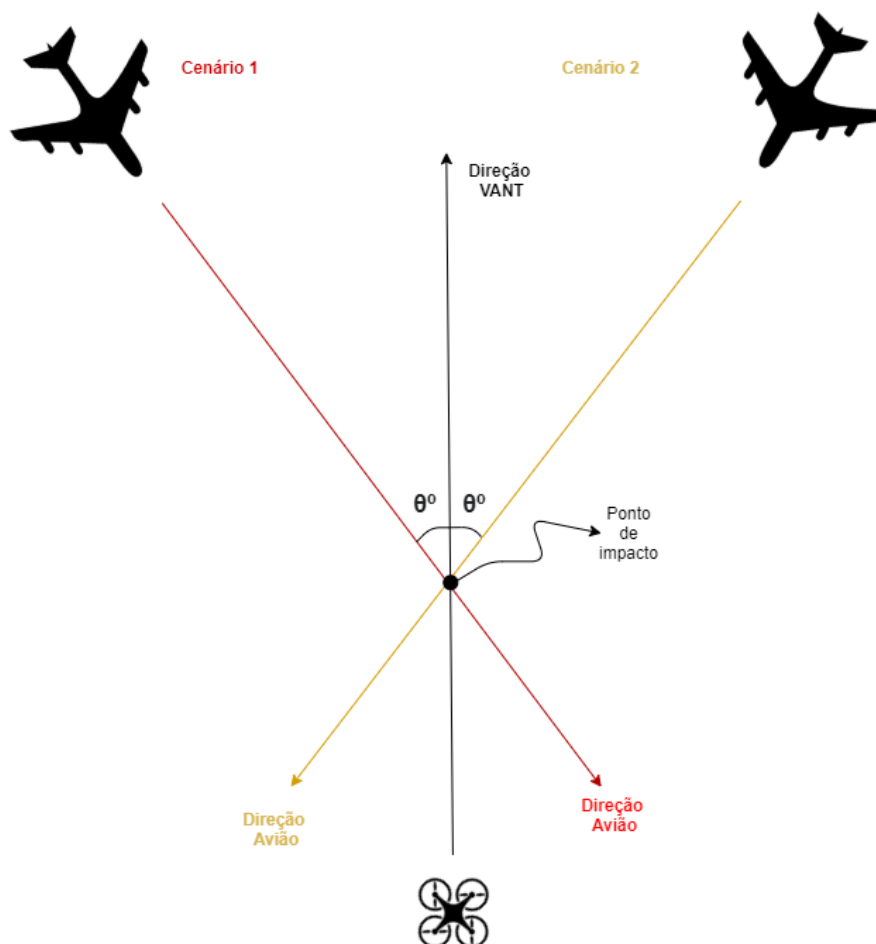 Cenário 1
Cenário 2
Direção
VANT
θº
θº
Ponto
de
impacto
Direção
Avião
Direção
Avião